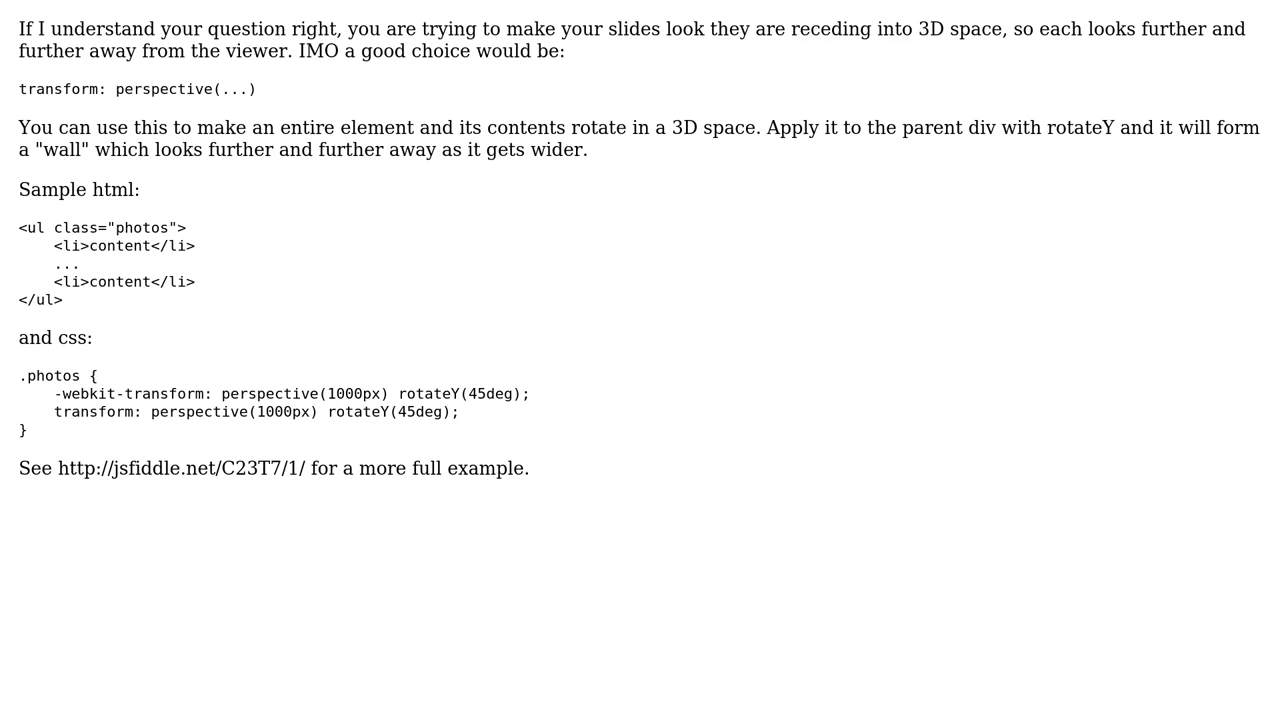 If I understand your question right, you are trying to make your slides look they are receding into 3D space, so each looks further and
further away from the viewer. IMO a good choice would be:
transform: perspective(...)
You can use this to make an entire element and its contents rotate in a 3D space. Apply it to the parent div with rotateY and it will form
a "wall" which looks further and further away as it gets wider.
Sample html:
<ul class="photos">
    <li>content</li>
    ...
    <li>content</li>
</ul>
and css:
.photos {
    -webkit-transform: perspective(1000px) rotateY(45deg);
    transform: perspective(1000px) rotateY(45deg);
}
See http://jsfiddle.net/C23T7/1/ for a more full example.